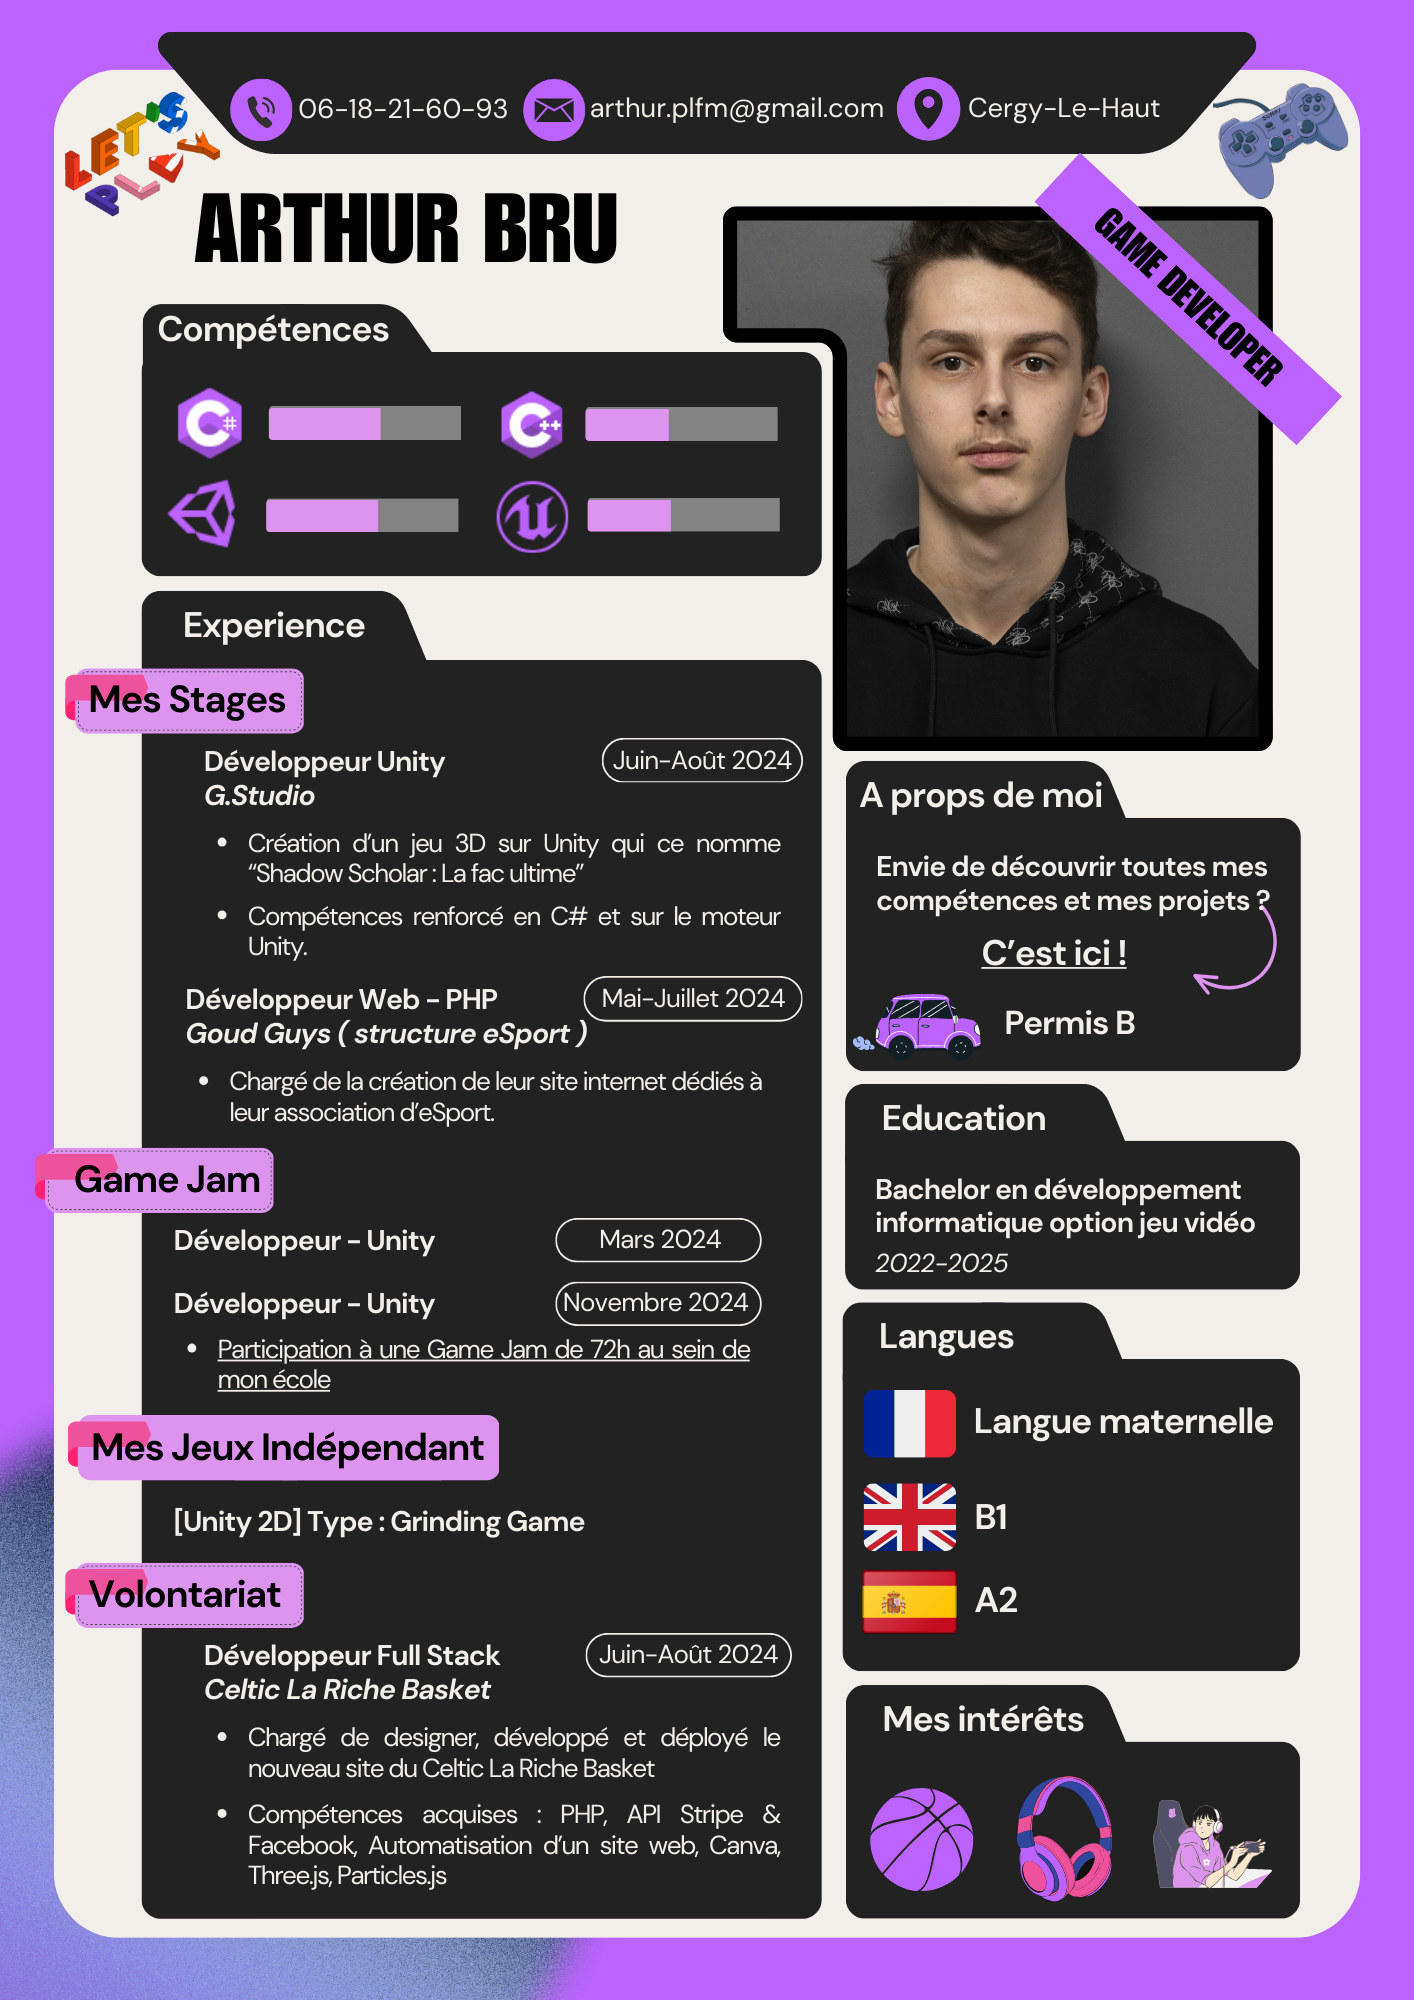 06-18-21-60-93
arthur.plfm@gmail.com
Cergy-Le-Haut
LET'S
PLAY
ARTHUR BRU
GAME DEVELOPER
Compétences
C#
C++
Experience
Mes Stages
Développeur Unity
Juin-Août 2024
G.Studio
• Création d’un jeu 3D sur Unity qui ce nomme
“Shadow Scholar : La fac ultime”
• Compétences renforcé en C# et sur le moteur
Unity.
Développeur Web - PHP
Mai-Juillet 2024
Goud Guys ( structure eSport )
• Chargé de la création de leur site internet dédiés à
leur association d’eSport.
Game Jam
Développeur - Unity
Mars 2024
Développeur - Unity
Novembre 2024
• Participation à une Game Jam de 72h au sein de
mon école
Mes Jeux Indépendant
[Unity 2D] Type : Grinding Game
Volontariat
Développeur Full Stack
Juin-Août 2024
Celtic La Riche Basket
• Chargé de designer, développé et déployé le
nouveau site du Celtic La Riche Basket
• Compétences acquises : PHP, API Stripe &
Facebook, Automatisation d’un site web, Canva,
Three.js, Particles.js
A props de moi
Envie de découvrir toutes mes
compétences et mes projets ?
C’est ici !
Permis B
Education
Bachelor en développement
informatique option jeu vidéo
2022-2025
Langues
Langue maternelle
B1
A2
Mes intérêts